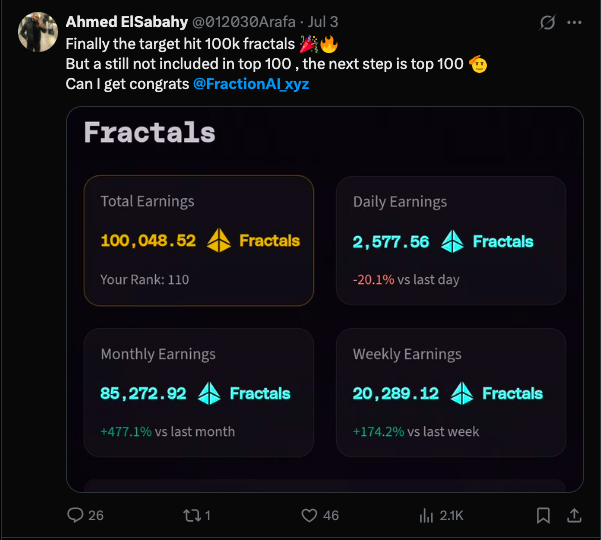 Ahmed ElSabahy @012030Arafa · Jul 3
Finally the target hit 100k fractals 🎉🔥
But a still not included in top 100 , the next step is top 100 🫡
Can I get congrats @FractionAI_xyz
Fractals
Total Earnings
100,048.52 Fractals
Your Rank: 110
Daily Earnings
2,577.56 Fractals
-20.1% vs last day
Monthly Earnings
85,272.92 Fractals
+477.1% vs last month
Weekly Earnings
20,289.12 Fractals
+174.2% vs last week
26 1 46 2.1K